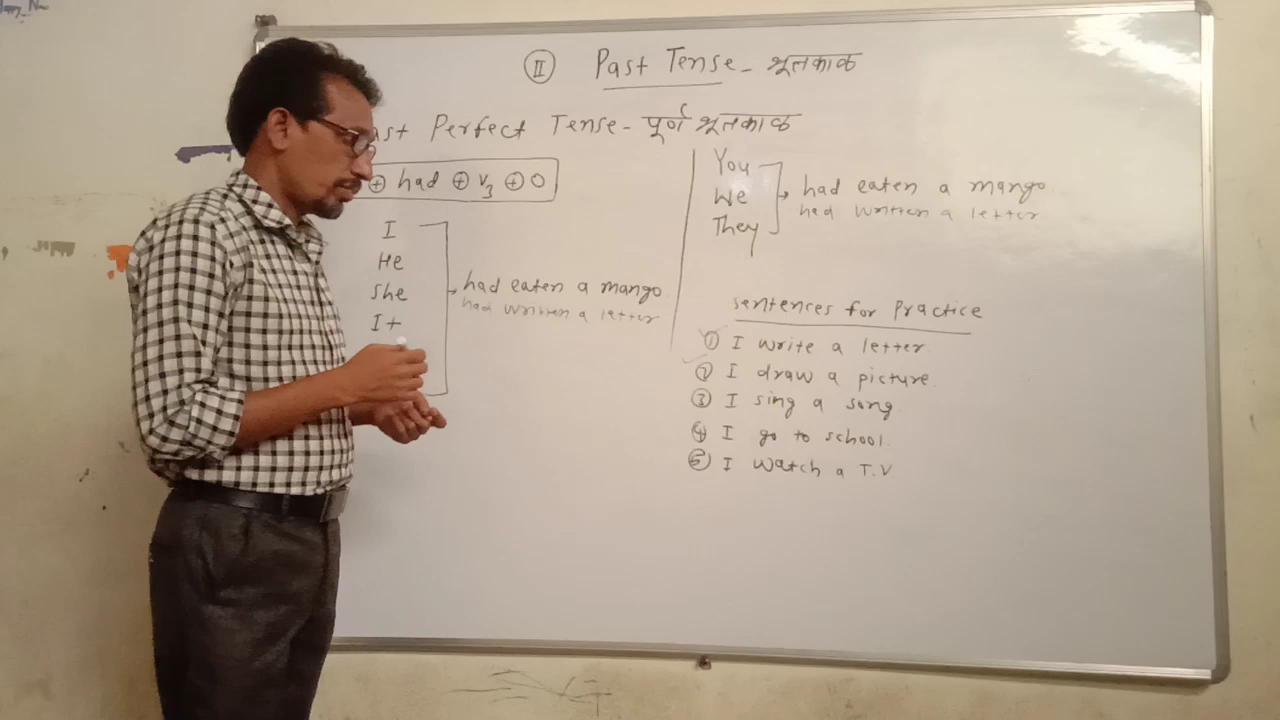 II Past Tense - भूतकाळ
ast Perfect Tense - पूर्ण भूतकाळ
+ had + V3 + O
I
He
She
It
had eaten a mango
had written a letter
You
We
They
had eaten a mango
had written a letter
Sentences for Practice
1 I write a letter.
2 I draw a picture.
3 I sing a song.
4 I go to school.
5 I watch a T.V.